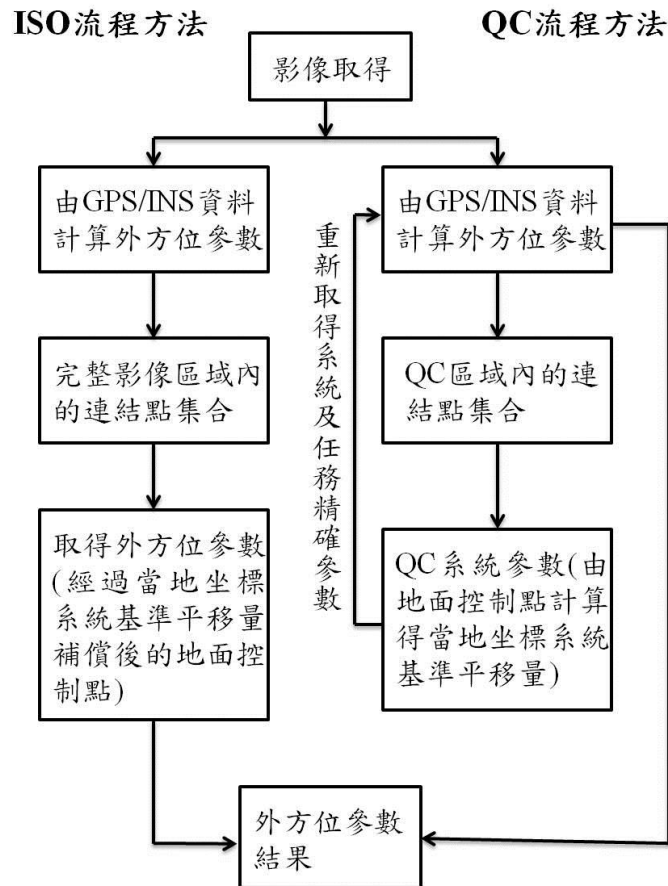 ISO流程方法
QC流程方法
影像取得
由GPS/INS資料
計算外方位參數
完整影像區域內
的連結點集合
取得外方位參數
(經過當地坐標
系統基準平移量
補償後的地面控
制點)
重新取得系統及任務精確參數
由GPS/INS資料
計算外方位參數
QC區域內的連
結點集合
QC系統參數(由
地面控制點計算
得當地坐標系統
基準平移量)
外方位參數
結果